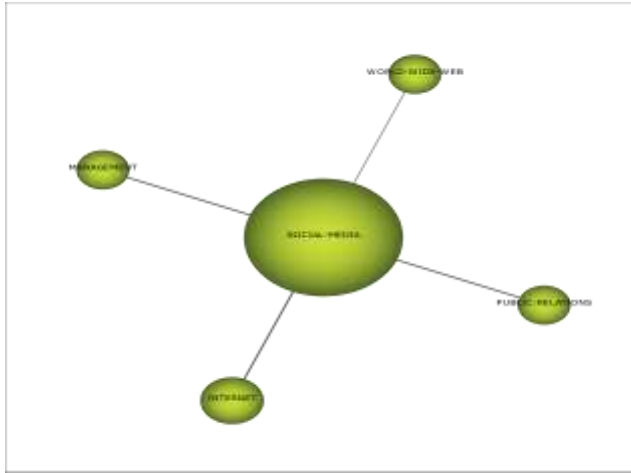 WORLD-WIDE-WEB
MANAGEMENT
SOCIAL-MEDIA
PUBLIC-RELATIONS
INTERNET